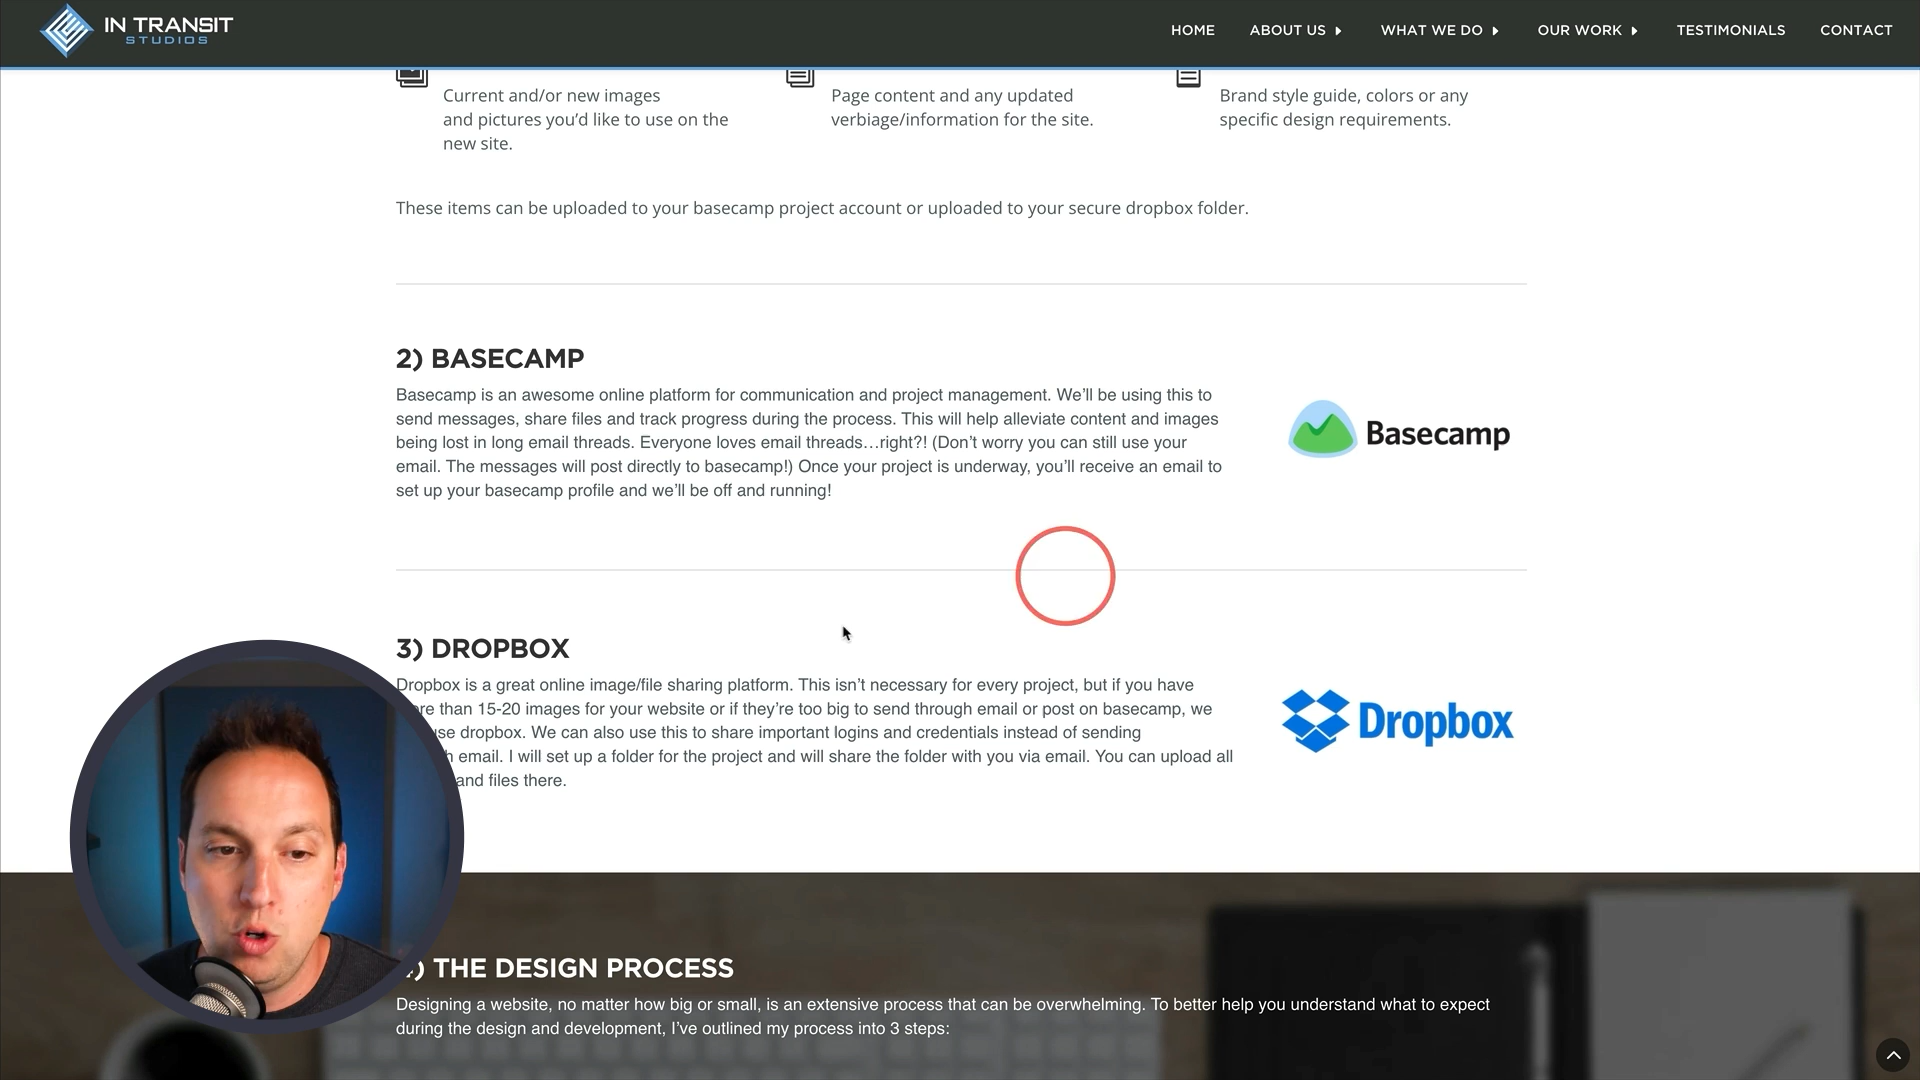 IN TRANSIT
STUDIOS
HOME
ABOUT US
WHAT WE DO
OUR WORK
TESTIMONIALS
CONTACT
Current and/or new images
and pictures you’d like to use on the
new site.
Page content and any updated
verbiage/information for the site.
Brand style guide, colors or any
specific design requirements.
These items can be uploaded to your basecamp project account or uploaded to your secure dropbox folder.
2) BASECAMP
Basecamp is an awesome online platform for communication and project management. We’ll be using this to
send messages, share files and track progress during the process. This will help alleviate content and images
being lost in long email threads. Everyone loves email threads…right?! (Don’t worry you can still use your
email. The messages will post directly to basecamp!) Once your project is underway, you’ll receive an email to
set up your basecamp profile and we’ll be off and running!
Basecamp
3) DROPBOX
Dropbox is a great online image/file sharing platform. This isn’t necessary for every project, but if you have
than 15-20 images for your website or if they’re too big to send through email or post on basecamp, we
dropbox. We can also use this to share important logins and credentials instead of sending
email. I will set up a folder for the project and will share the folder with you via email. You can upload all
and files there.
Dropbox
) THE DESIGN PROCESS
Designing a website, no matter how big or small, is an extensive process that can be overwhelming. To better help you understand what to expect
during the design and development, I’ve outlined my process into 3 steps: